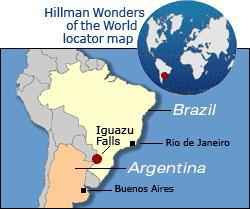 Hillman Wonders
of the World
locator map
Brazil
Iguazu
Falls
Rio de Janeiro
Argentina
Buenos Aires